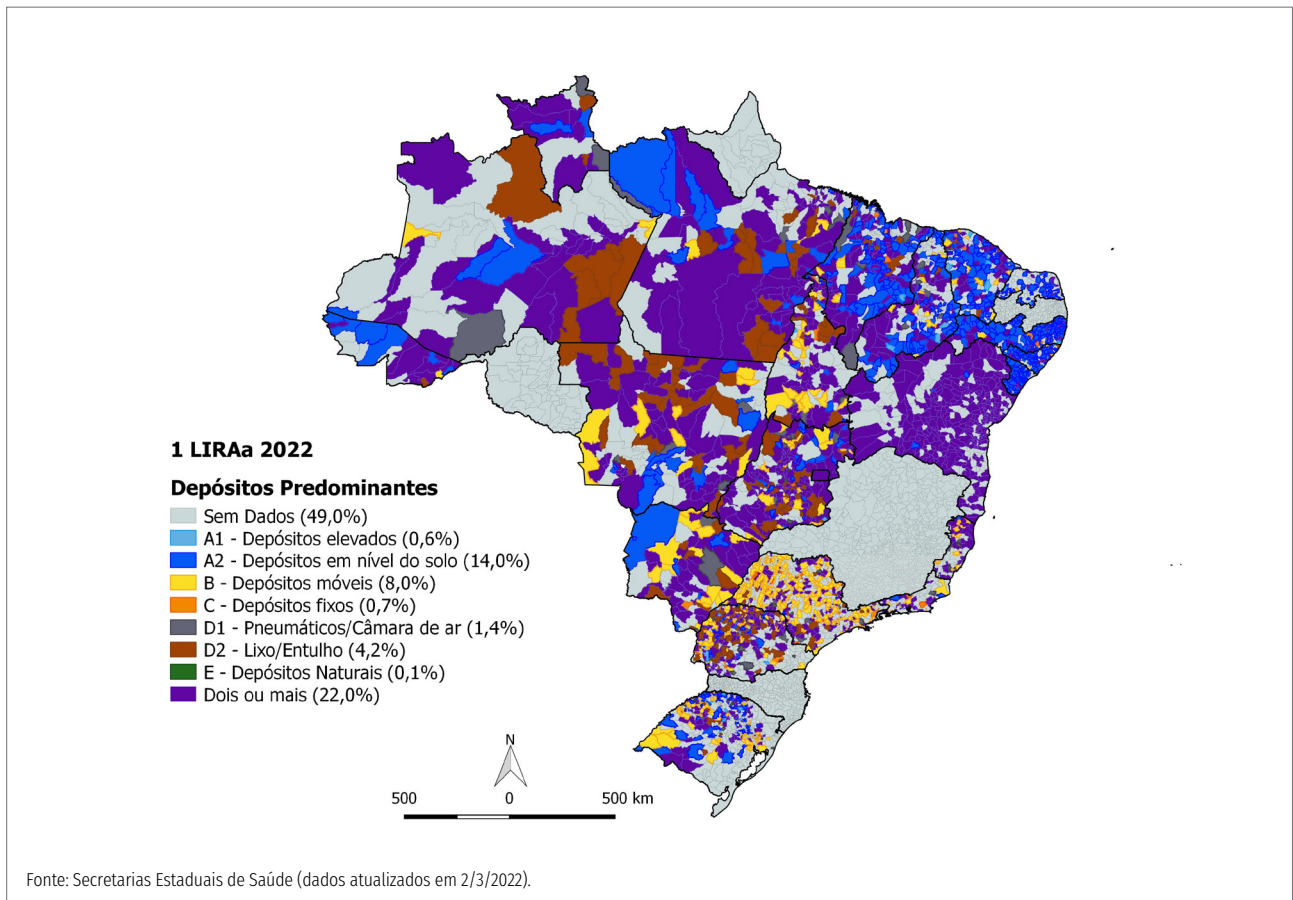 1 LIRAa 2022
Depósitos Predominantes
Sem Dados (49,0%)
A1 - Depósitos elevados (0,6%)
A2 - Depósitos em nível do solo (14,0%)
B - Depósitos móveis (8,0%)
C - Depósitos fixos (0,7%)
D1 - Pneumáticos/Câmara de ar (1,4%)
D2 - Lixo/Entulho (4,2%)
E - Depósitos Naturais (0,1%)
Dois ou mais (22,0%)
N
500 0 500 km
Fonte: Secretarias Estaduais de Saúde (dados atualizados em 2/3/2022).